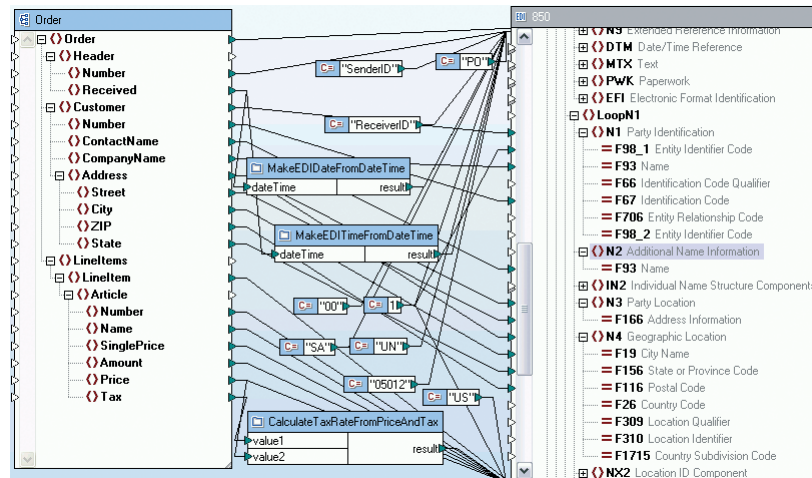 Order
Order
Header
Number
Received
Customer
Number
ContactName
CompanyName
Address
Street
City
ZIP
State
LineItems
LineItem
Article
Number
Name
SinglePrice
Amount
Price
Tax
C= "SenderID"
C= "PO"
C= "ReceiverID"
MakeEDIDateFromDateTime
dateTime result
MakeEDITimeFromDateTime
dateTime result
C= "00"
C= 1
C= "SA"
C= "UN"
C= "05012"
C= "US"
CalculateTaxRateFromPriceAndTax
value1
value2
result
EDI 850
N9 Extended Reference Information
DTM Date/Time Reference
MTX Text
PWK Paperwork
EFI Electronic Format Identification
LoopN1
N1 Party Identification
F98_1 Entity Identifier Code
F93 Name
F66 Identification Code Qualifier
F67 Identification Code
F706 Entity Relationship Code
F98_2 Entity Identifier Code
N2 Additional Name Information
F93 Name
IN2 Individual Name Structure Components
N3 Party Location
F166 Address Information
N4 Geographic Location
F19 City Name
F156 State or Province Code
F116 Postal Code
F26 Country Code
F309 Location Qualifier
F310 Location Identifier
F1715 Country Subdivision Code
NX2 Location ID Component